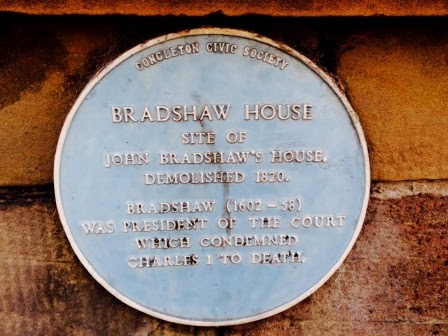 CONGLETON CIVIC SOCIETY
BRADSHAW HOUSE
SITE OF
JOHN BRADSHAW'S HOUSE,
DEMOLISHED 1820.
BRADSHAW (1602-58)
WAS PRESIDENT OF THE COURT
WHICH CONDEMNED
CHARLES I TO DEATH.